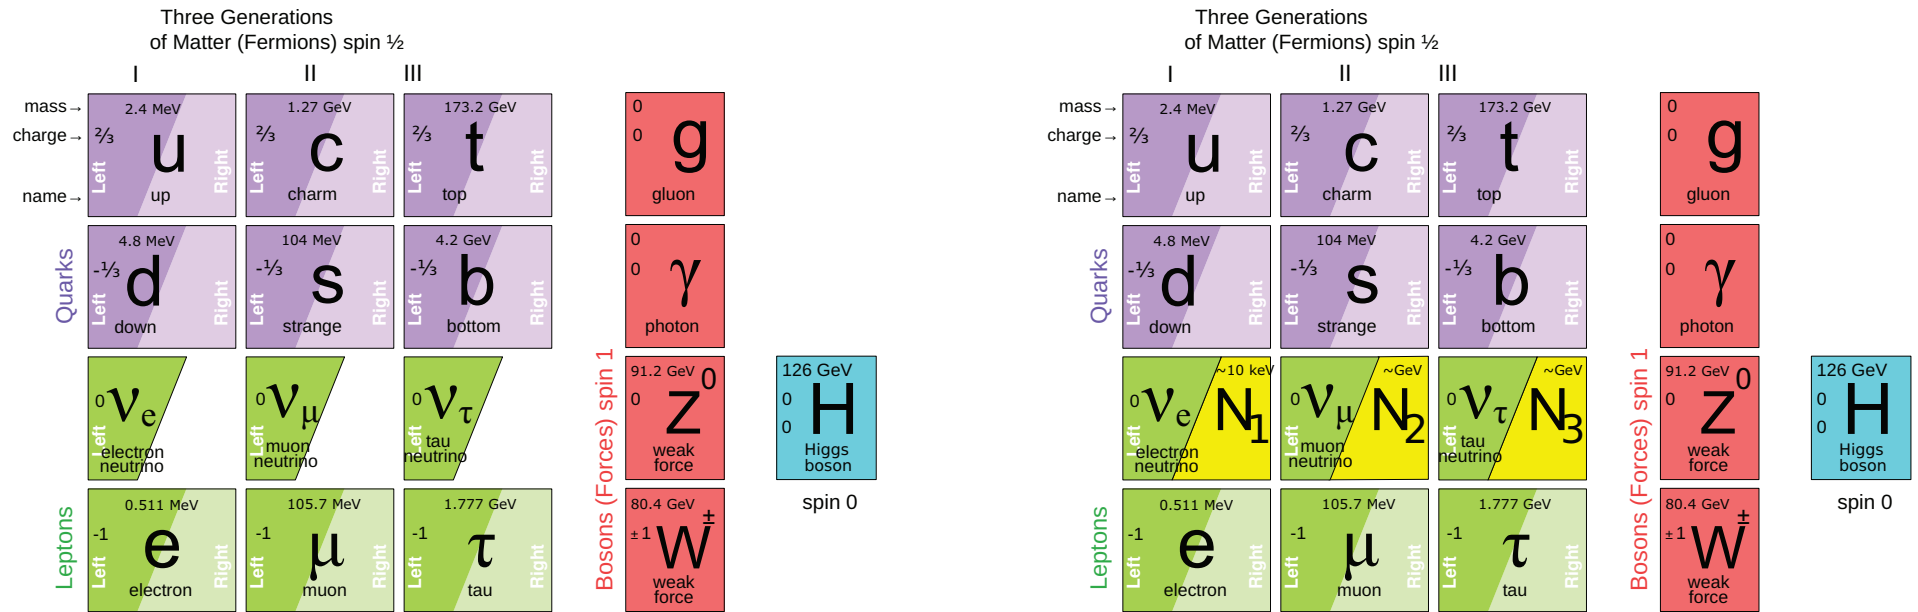 Three Generations
of Matter (Fermions) spin ½
I II III
mass→
charge→
name→
2.4 MeV
⅔
u
Left
Right
up
1.27 GeV
⅔
c
Left
Right
charm
173.2 GeV
⅔
t
Left
Right
top
Quarks
4.8 MeV
-⅓
d
Left
Right
down
104 MeV
-⅓
s
Left
Right
strange
4.2 GeV
-⅓
b
Left
Right
bottom
0
νe
Left
electron
neutrino
0
νμ
Left
muon
neutrino
0
ντ
Left
tau
neutrino
Leptons
0.511 MeV
-1
e
Left
Right
electron
105.7 MeV
-1
μ
Left
Right
muon
1.777 GeV
-1
τ
Left
Right
tau
Bosons (Forces) spin 1
0
0
g
gluon
0
0
γ
photon
91.2 GeV
0
Z0
weak
force
80.4 GeV
±1
W±
weak
force
126 GeV
0
0
H
Higgs
boson
spin 0
Three Generations
of Matter (Fermions) spin ½
I II III
mass→
charge→
name→
2.4 MeV
⅔
u
Left
Right
up
1.27 GeV
⅔
c
Left
Right
charm
173.2 GeV
⅔
t
Left
Right
top
Quarks
4.8 MeV
-⅓
d
Left
Right
down
104 MeV
-⅓
s
Left
Right
strange
4.2 GeV
-⅓
b
Left
Right
bottom
0
νe
Left
electron
neutrino
~10 keV
N1
0
νμ
Left
muon
neutrino
~GeV
N2
0
ντ
Left
tau
neutrino
~GeV
N3
Leptons
0.511 MeV
-1
e
Left
Right
electron
105.7 MeV
-1
μ
Left
Right
muon
1.777 GeV
-1
τ
Left
Right
tau
Bosons (Forces) spin 1
0
0
g
gluon
0
0
γ
photon
91.2 GeV
0
Z0
weak
force
80.4 GeV
±1
W±
weak
force
126 GeV
0
0
H
Higgs
boson
spin 0